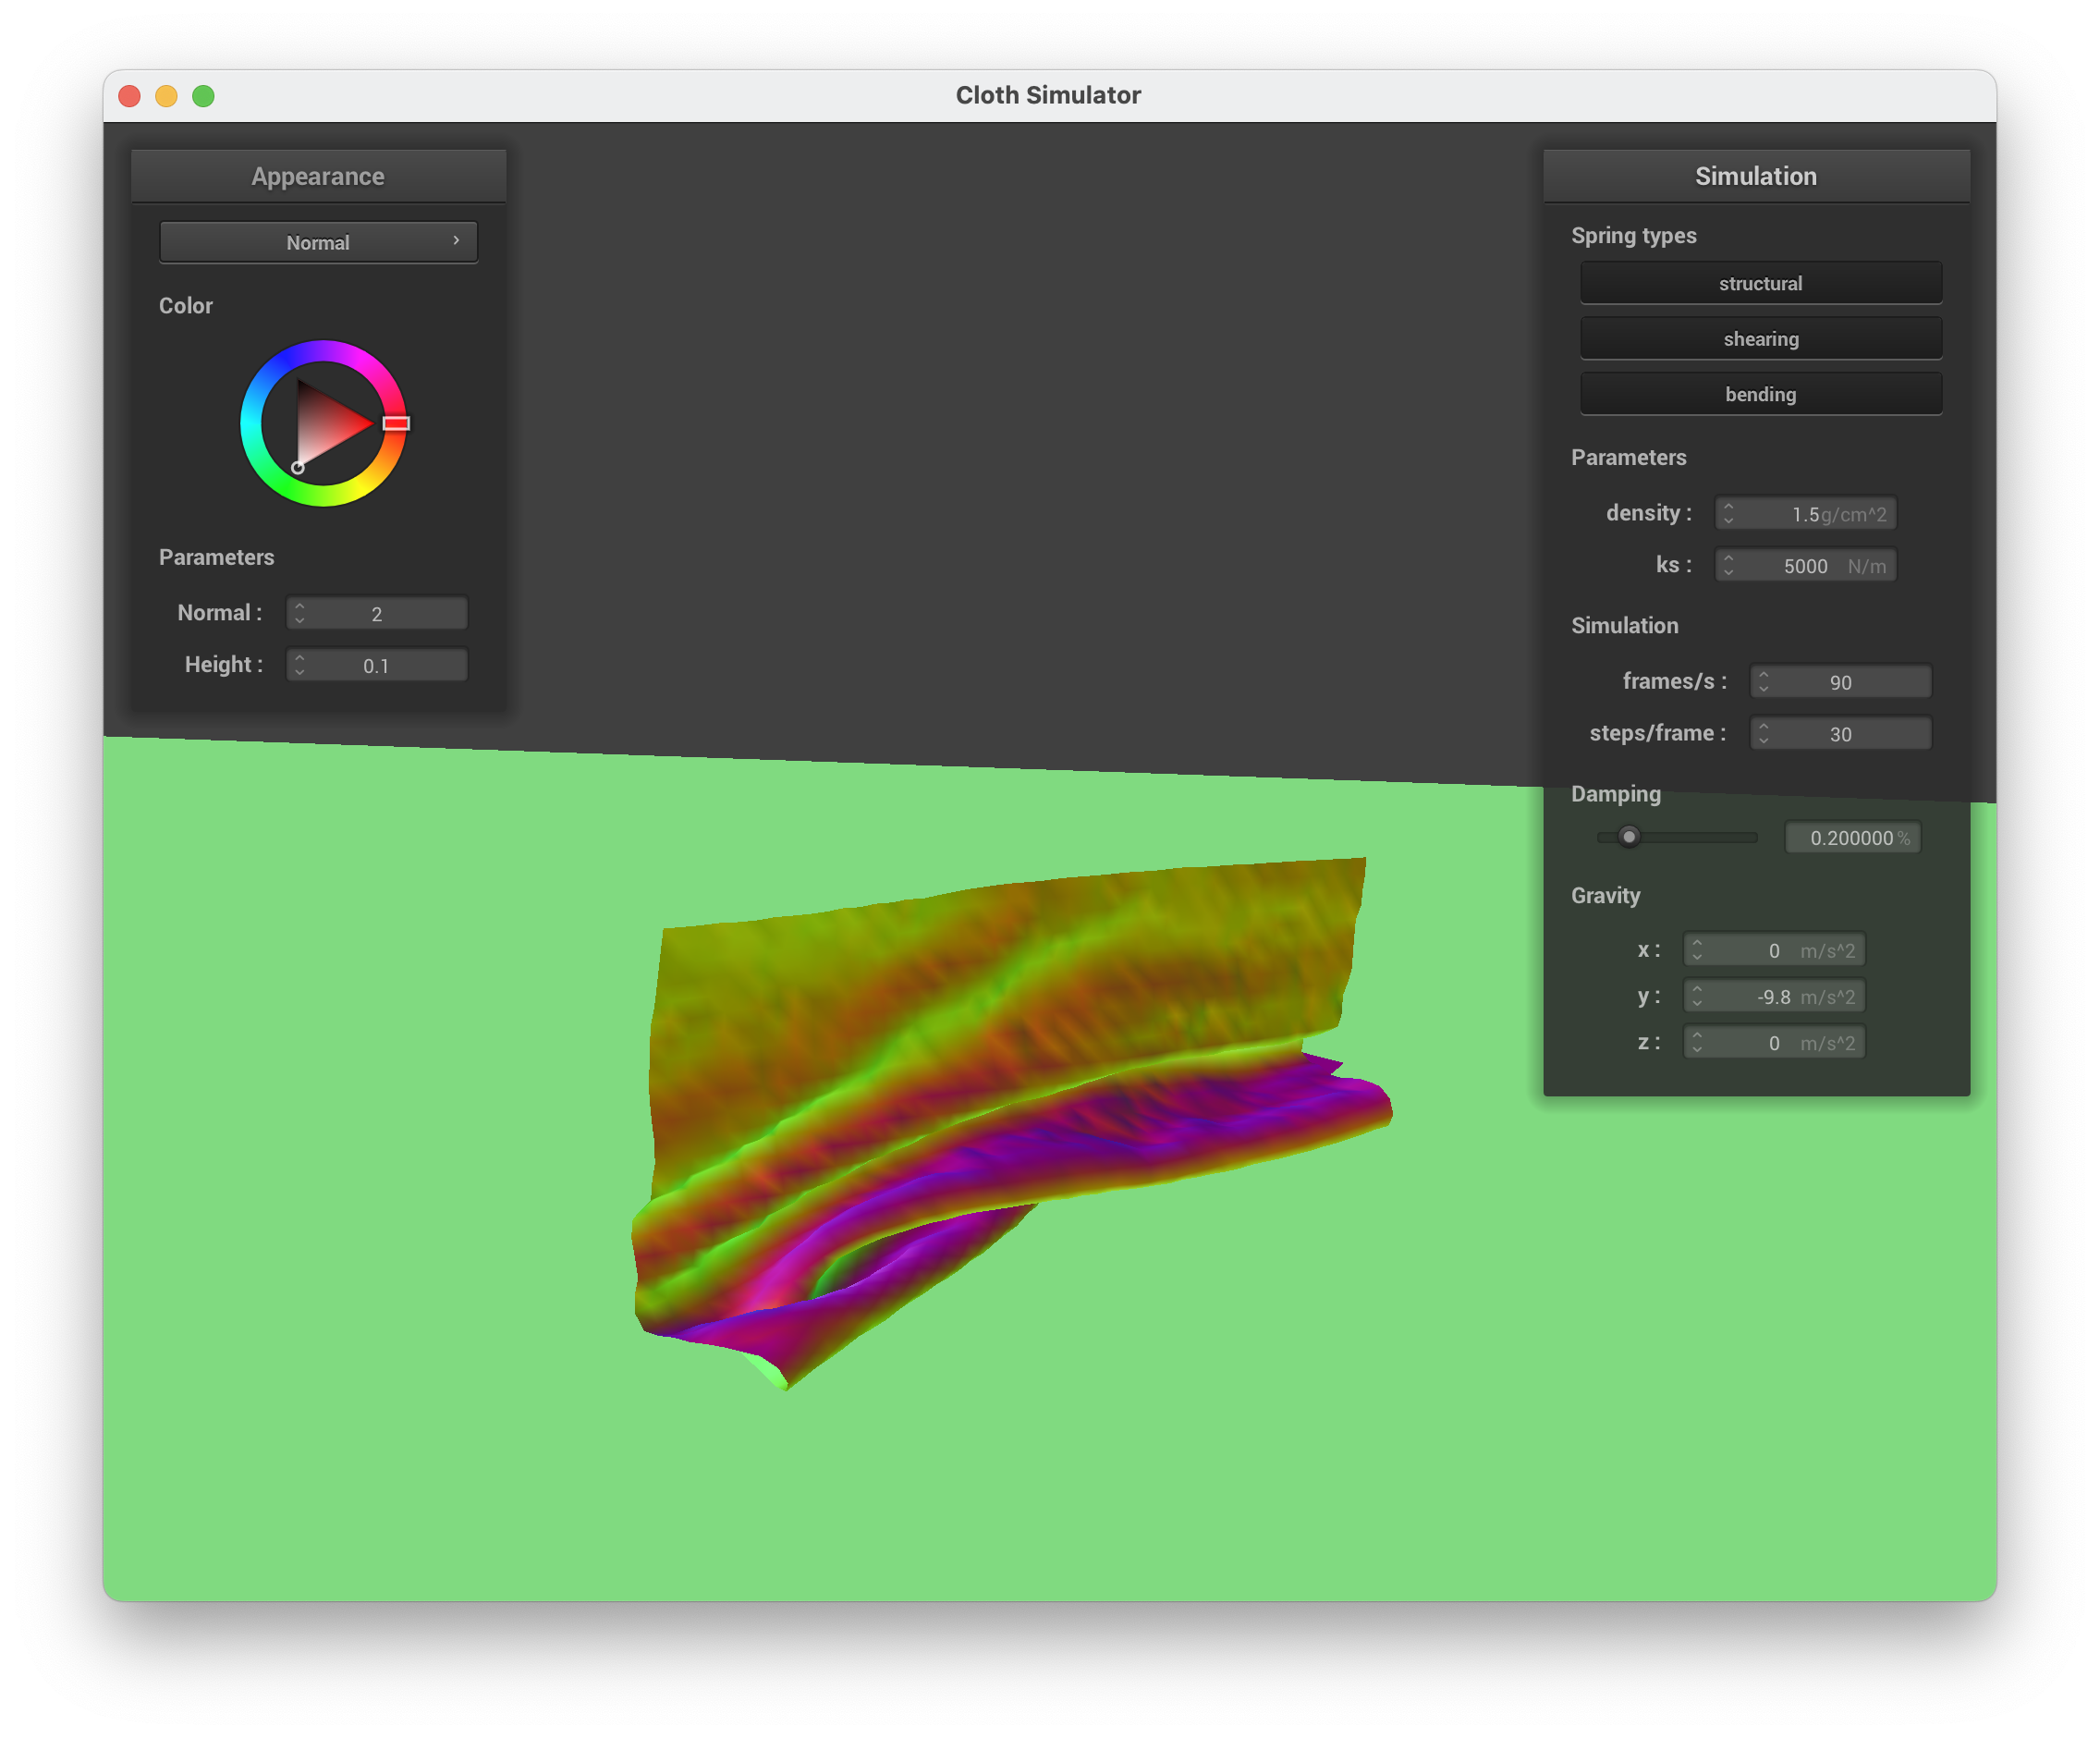 Cloth Simulator
Appearance
Normal
Color
Parameters
Normal : 2
Height : 0.1
Simulation
Spring types
structural
shearing
bending
Parameters
density : 1.5 g/cm^2
ks : 5000 N/m
Simulation
frames/s : 90
steps/frame : 30
Damping
0.200000 %
Gravity
x : 0 m/s^2
y : -9.8 m/s^2
z : 0 m/s^2